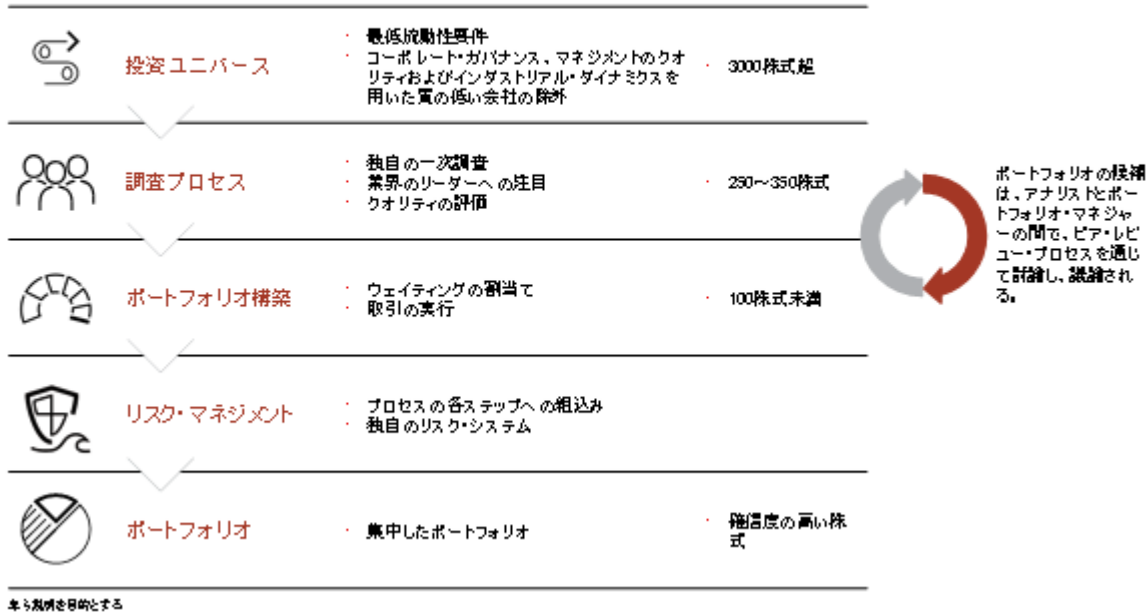 投資ユニバース
・ 最低流動性要件
・ コーポレート・ガバナンス、マネジメントのクオ
リティおよびインダストリアル・ダイナミクスを
用いた質の低い会社の除外
・ 3000株式超
調査プロセス
・ 独自の一次調査
・ 業界のリーダーへの注目
・ クオリティの評価
・ 250～350株式
ポートフォリオの候補
は、アナリストとポー
トフォリオ・マネジャ
ーの間で、ピア・レビ
ュー・プロセスを通じ
て討論し、議論され
る。
ポートフォリオ構築
・ ウェイティングの割当て
・ 取引の実行
・ 100株式未満
リスク・マネジメント
・ プロセスの各ステップへの組込み
・ 独自のリスク・システム
ポートフォリオ
・ 集中したポートフォリオ
・ 確信度の高い株
式
専ら説明を目的とする